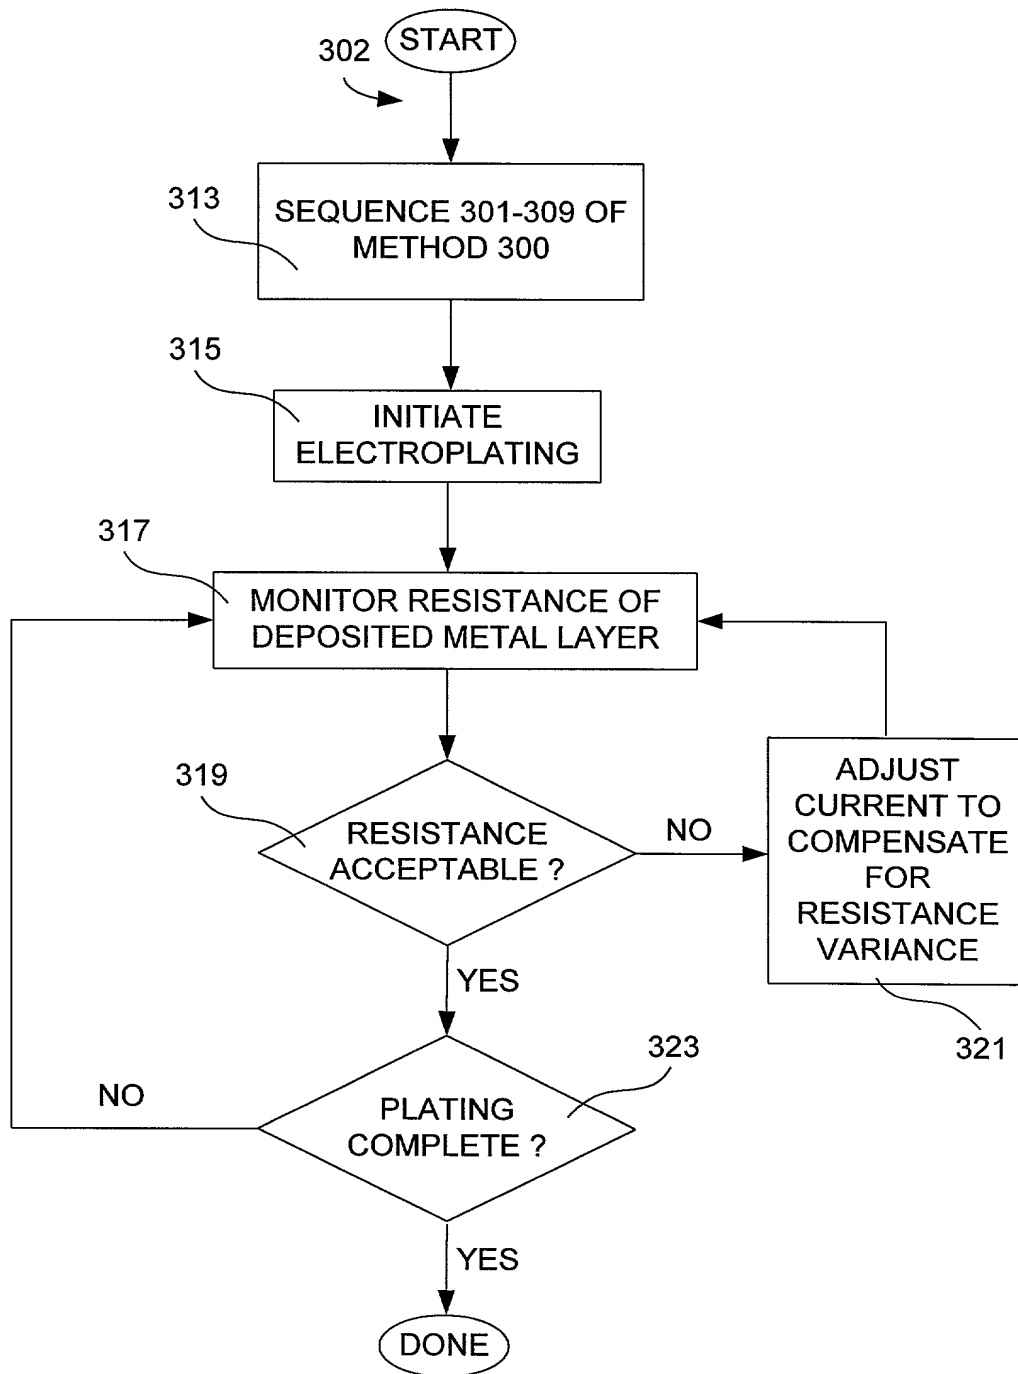 START
302
313
SEQUENCE 301-309 OF
METHOD 300
315
INITIATE
ELECTROPLATING
317
MONITOR RESISTANCE OF
DEPOSITED METAL LAYER
319
RESISTANCE
ACCEPTABLE ?
NO
ADJUST
CURRENT TO
COMPENSATE
FOR
RESISTANCE
VARIANCE
321
YES
323
PLATING
COMPLETE ?
NO
YES
DONE